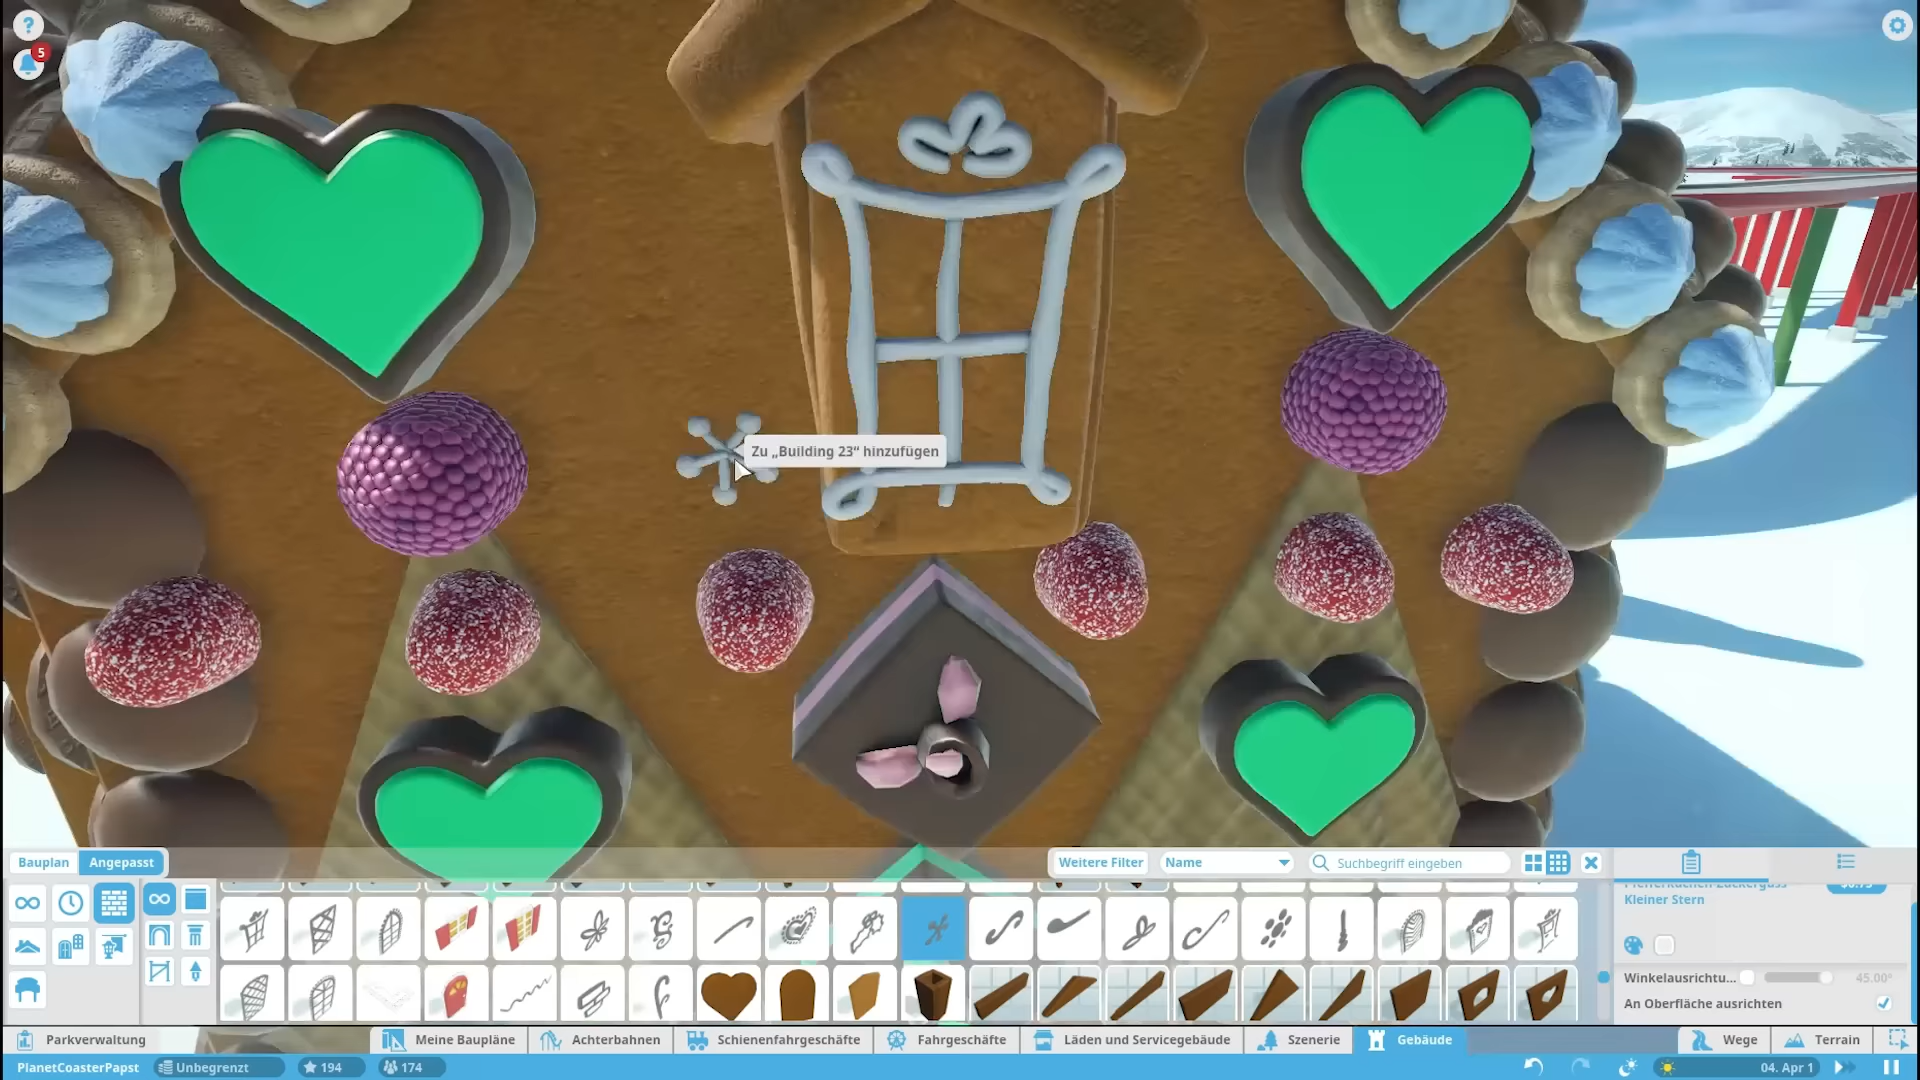 ?
5
Zu „Building 23“ hinzufügen
Bauplan
Angepasst
Weitere Filter
Name
Suchbegriff eingeben
Kleiner Stern
Winkelausrichtu...
45.00°
An Oberfläche ausrichten
Parkverwaltung
Meine Baupläne
Achterbahnen
Schienenfahrgeschäfte
Fahrgeschäfte
Läden und Servicegebäude
Szenerie
Gebäude
Wege
Terrain
PlanetCoasterPapst
Unbegrenzt
194
174
04. Apr 1